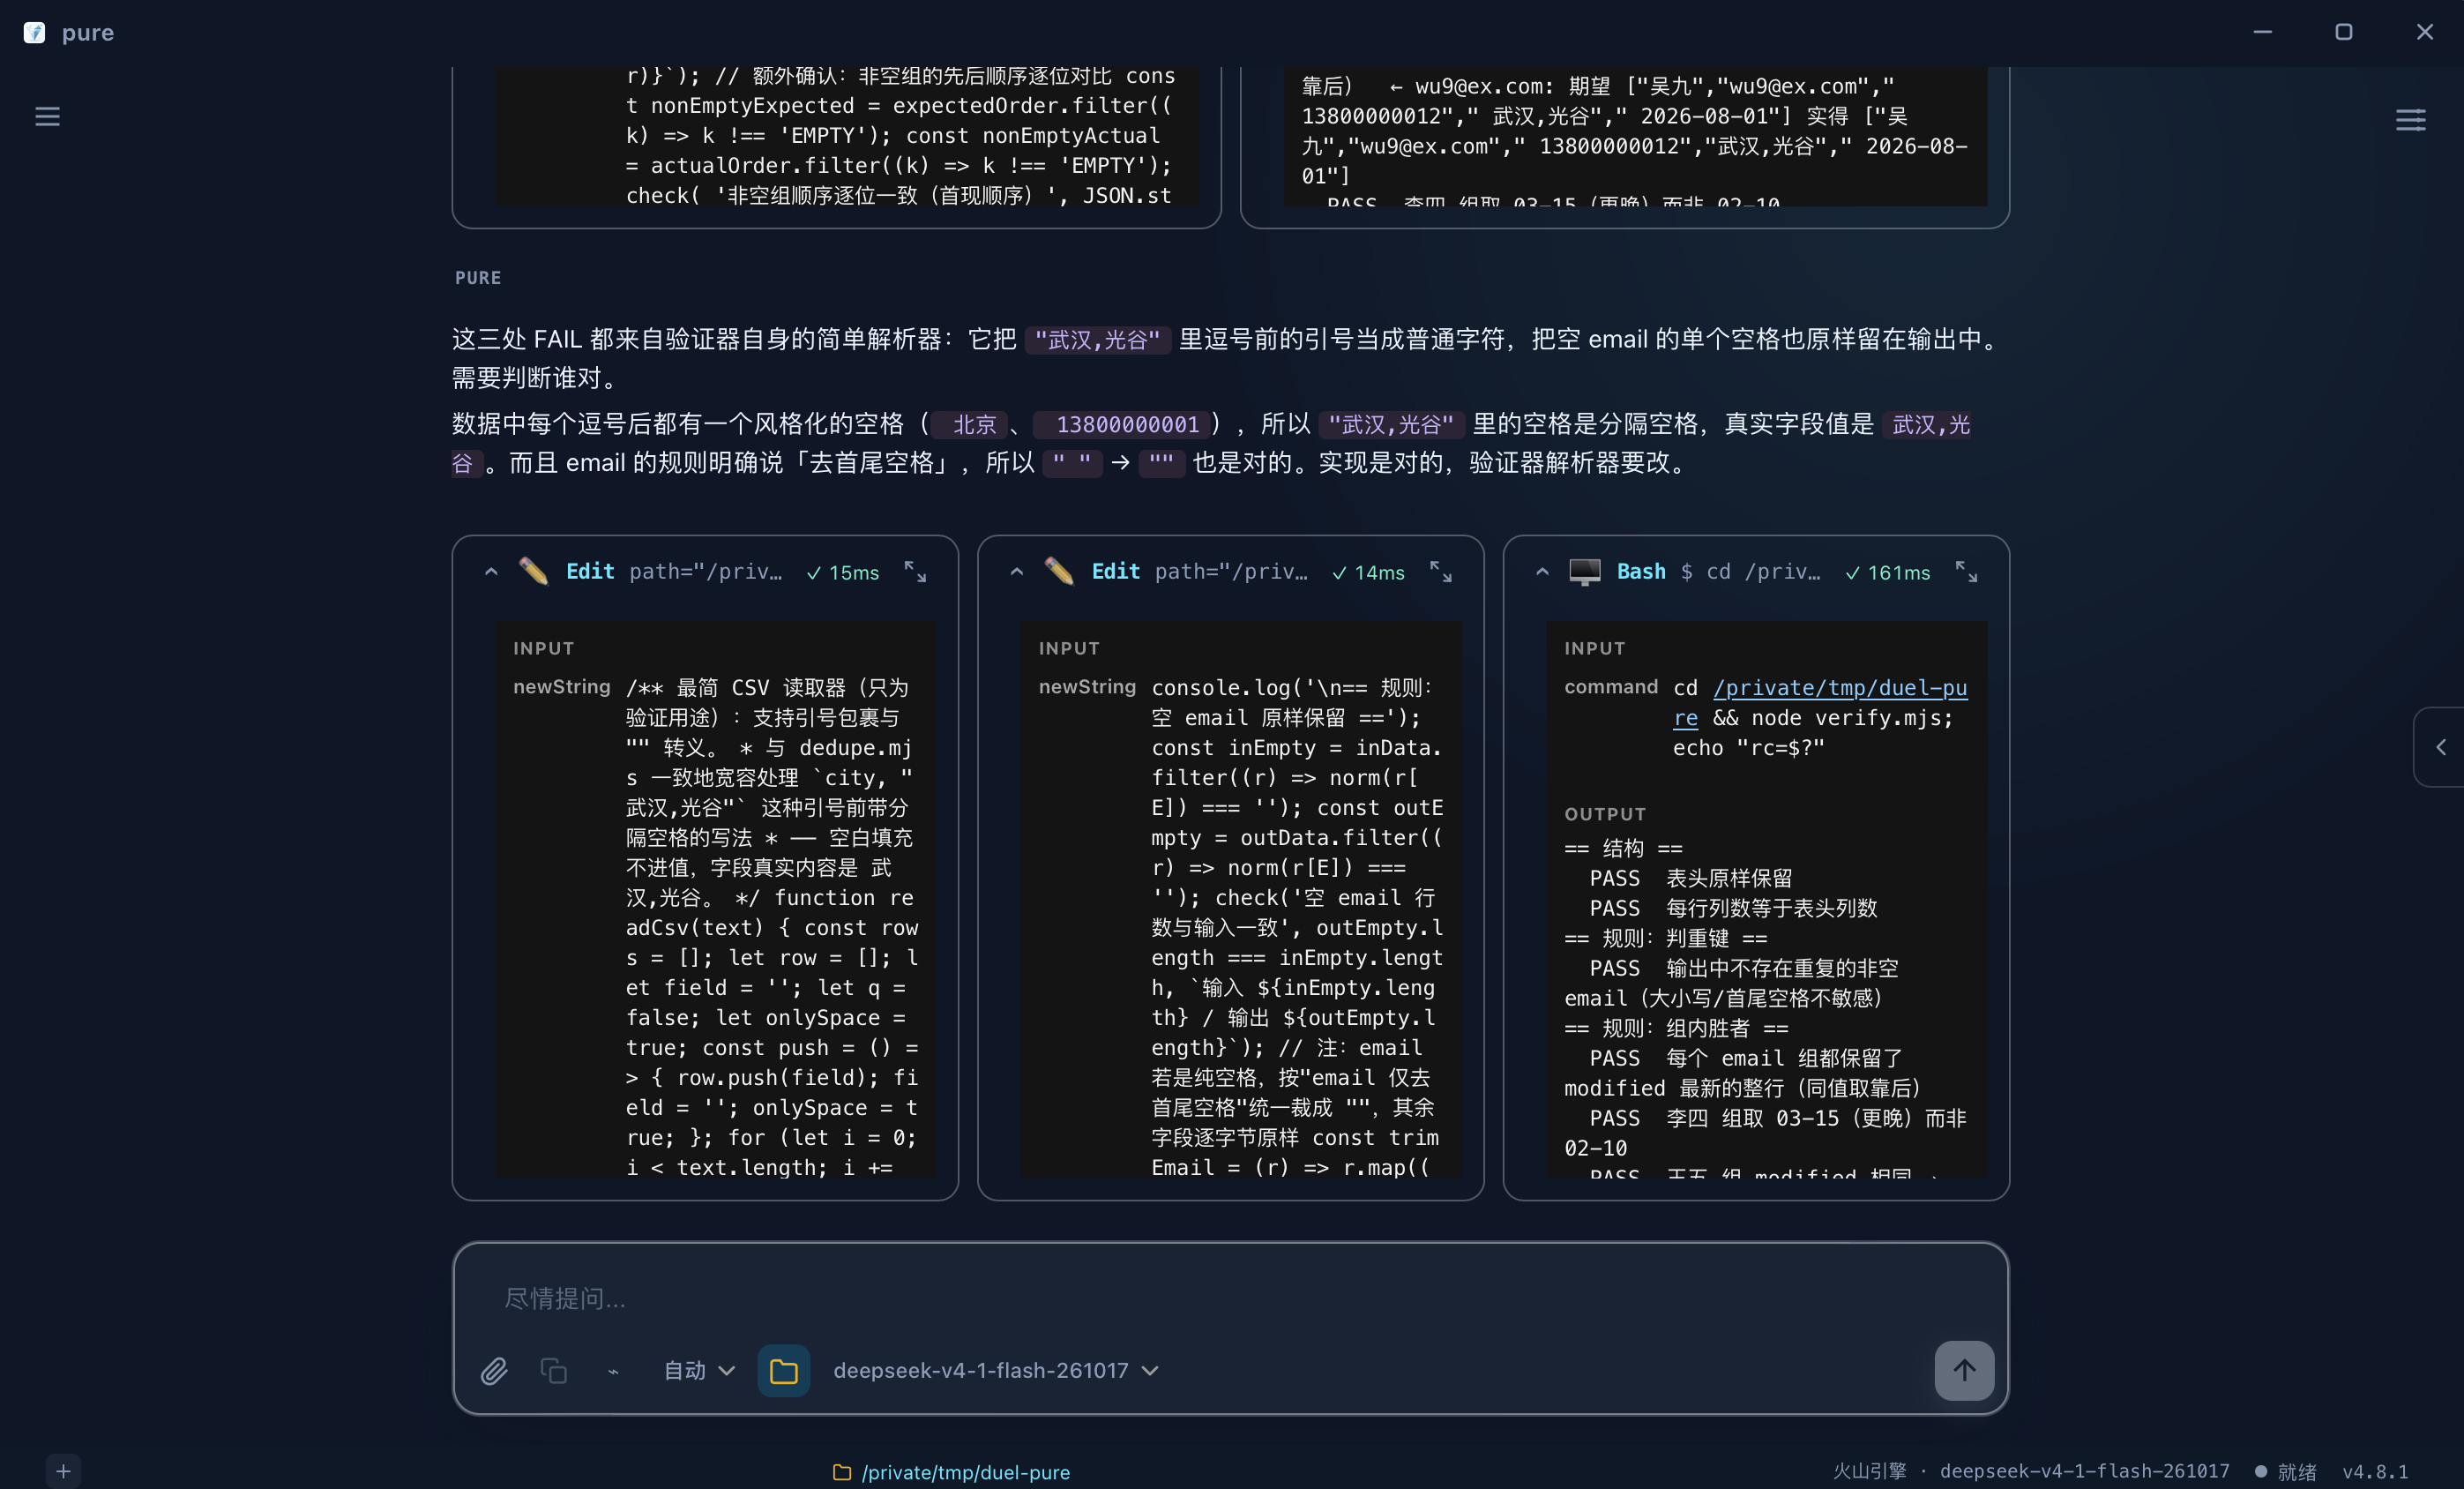 pure
r)}`); // 额外确认：非空组的先后顺序逐位对比 cons
t nonEmptyExpected = expectedOrder.filter((
k) => k !== 'EMPTY'); const nonEmptyActual
= actualOrder.filter((k) => k !== 'EMPTY');
check( '非空组顺序逐位一致（首现顺序）', JSON.st
靠后） ← wu9@ex.com: 期望 ["吴九","wu9@ex.com","
13800000012"," 武汉,光谷"," 2026-08-01"] 实得 ["吴
九","wu9@ex.com"," 13800000012","武汉,光谷"," 2026-08-
01"]
PASS 李四 组取 03-15（更晚）而非 02-10
PURE
这三处 FAIL 都来自验证器自身的简单解析器：它把 "武汉,光谷" 里逗号前的引号当成普通字符，把空 email 的单个空格也原样留在输出中。
需要判断谁对。
数据中每个逗号后都有一个风格化的空格（ 北京、 13800000001），所以 "武汉,光谷" 里的空格是分隔空格，真实字段值是 武汉,光
谷。而且 email 的规则明确说「去首尾空格」，所以 " " → "" 也是对的。实现是对的，验证器解析器要改。
Edit path="/priv… ✓ 15ms
INPUT
newString /** 最简 CSV 读取器（只为
验证用途）：支持引号包裹与
"" 转义。 * 与 dedupe.mj
s 一致地宽容处理 `city, "
武汉,光谷"` 这种引号前带分
隔空格的写法 * —— 空白填充
不进值，字段真实内容是 武
汉,光谷。 */ function re
adCsv(text) { const row
s = []; let row = []; l
et field = ''; let q =
false; let onlySpace =
true; const push = () =
> { row.push(field); fi
eld = ''; onlySpace = t
rue; }; for (let i = 0;
i < text.length; i +=
Edit path="/priv… ✓ 14ms
INPUT
newString console.log('\n== 规则：
空 email 原样保留 ==');
const inEmpty = inData.
filter((r) => norm(r[
E]) === ''); const outE
mpty = outData.filter((
r) => norm(r[E]) ===
''); check('空 email 行
数与输入一致', outEmpty.l
ength === inEmpty.lengt
h, `输入 ${inEmpty.leng
th} / 输出 ${outEmpty.l
ength}`); // 注：email
若是纯空格，按"email 仅去
首尾空格"统一裁成 ""，其余
字段逐字节原样 const trim
Email = (r) => r.map((
Bash $ cd /priv… ✓ 161ms
INPUT
command cd /private/tmp/duel-pu
re && node verify.mjs;
echo "rc=$?"
OUTPUT
== 结构 ==
PASS 表头原样保留
PASS 每行列数等于表头列数
== 规则：判重键 ==
PASS 输出中不存在重复的非空
email（大小写/首尾空格不敏感）
== 规则：组内胜者 ==
PASS 每个 email 组都保留了
modified 最新的整行（同值取靠后）
PASS 李四 组取 03-15（更晚）而非
02-10
PASS 王五 组 modified 相同 →
尽情提问...
自动
deepseek-v4-1-flash-261017
/private/tmp/duel-pure
火山引擎 · deepseek-v4-1-flash-261017 就绪 v4.8.1